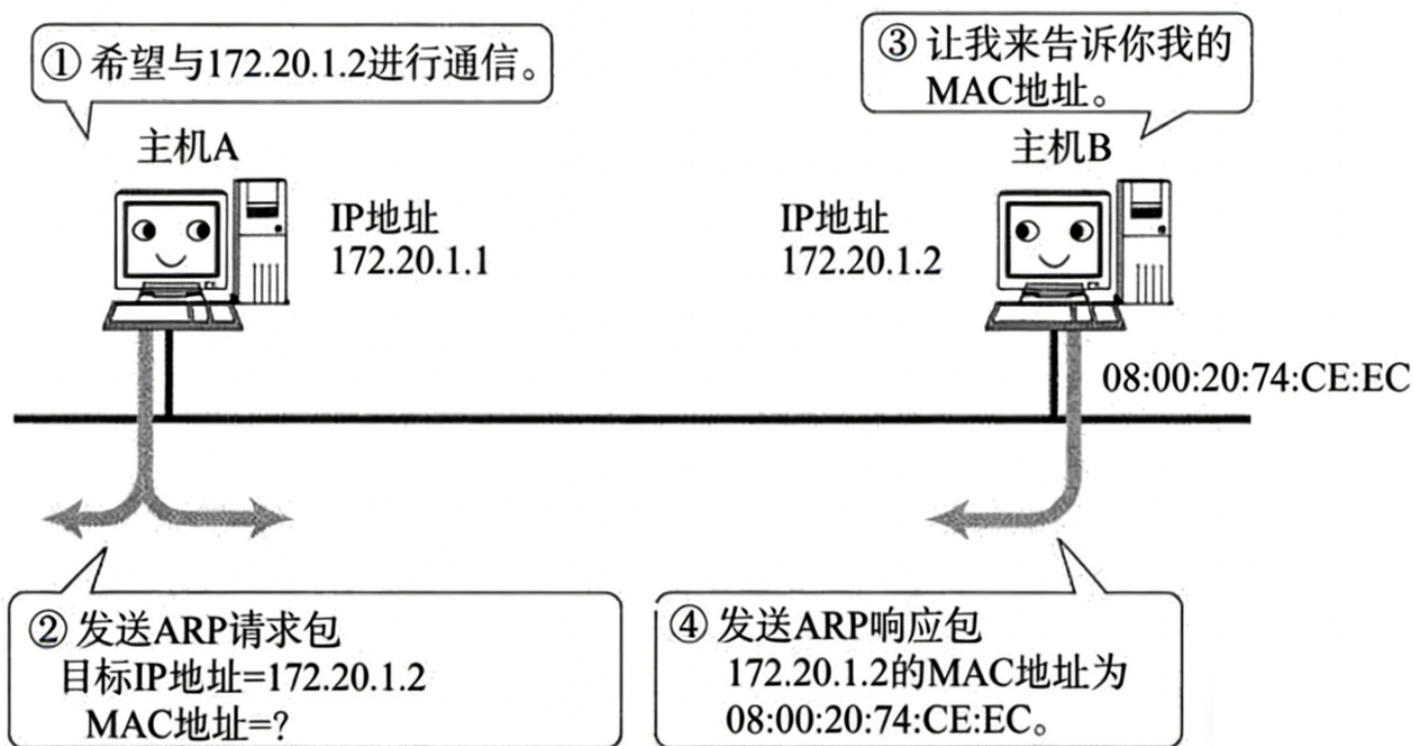 ① 希望与172.20.1.2进行通信。
③ 让我来告诉你我的
MAC地址。
主机A
主机B
IP地址
172.20.1.1
IP地址
172.20.1.2
08:00:20:74:CE:EC
② 发送ARP请求包
目标IP地址=172.20.1.2
MAC地址=?
④ 发送ARP响应包
172.20.1.2的MAC地址为
08:00:20:74:CE:EC。